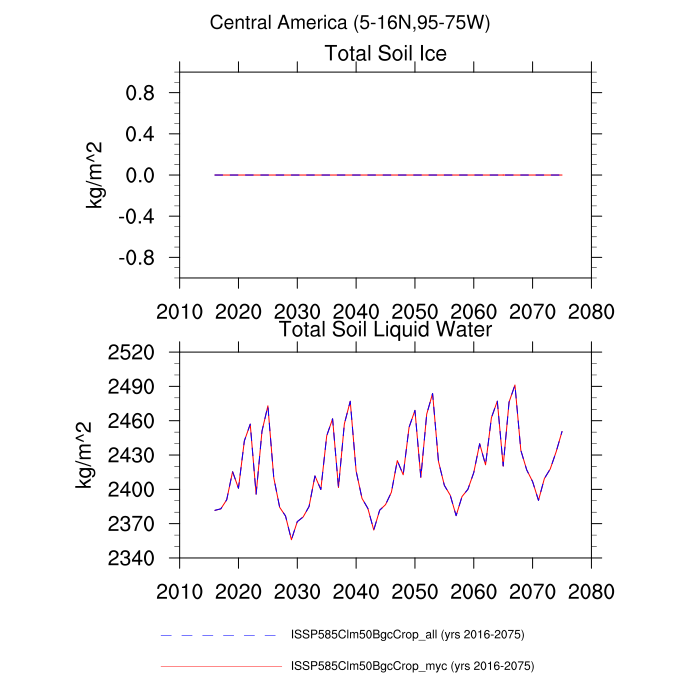 Central America (5-16N,95-75W)
Total Soil Ice
kg/m^2
0.8
0.4
0.0
-0.4
-0.8
2010 2020 2030 2040 2050 2060 2070 2080
Total Soil Liquid Water
kg/m^2
2520
2490
2460
2430
2400
2370
2340
2010 2020 2030 2040 2050 2060 2070 2080
ISSP585Clm50BgcCrop_all (yrs 2016-2075)
ISSP585Clm50BgcCrop_myc (yrs 2016-2075)